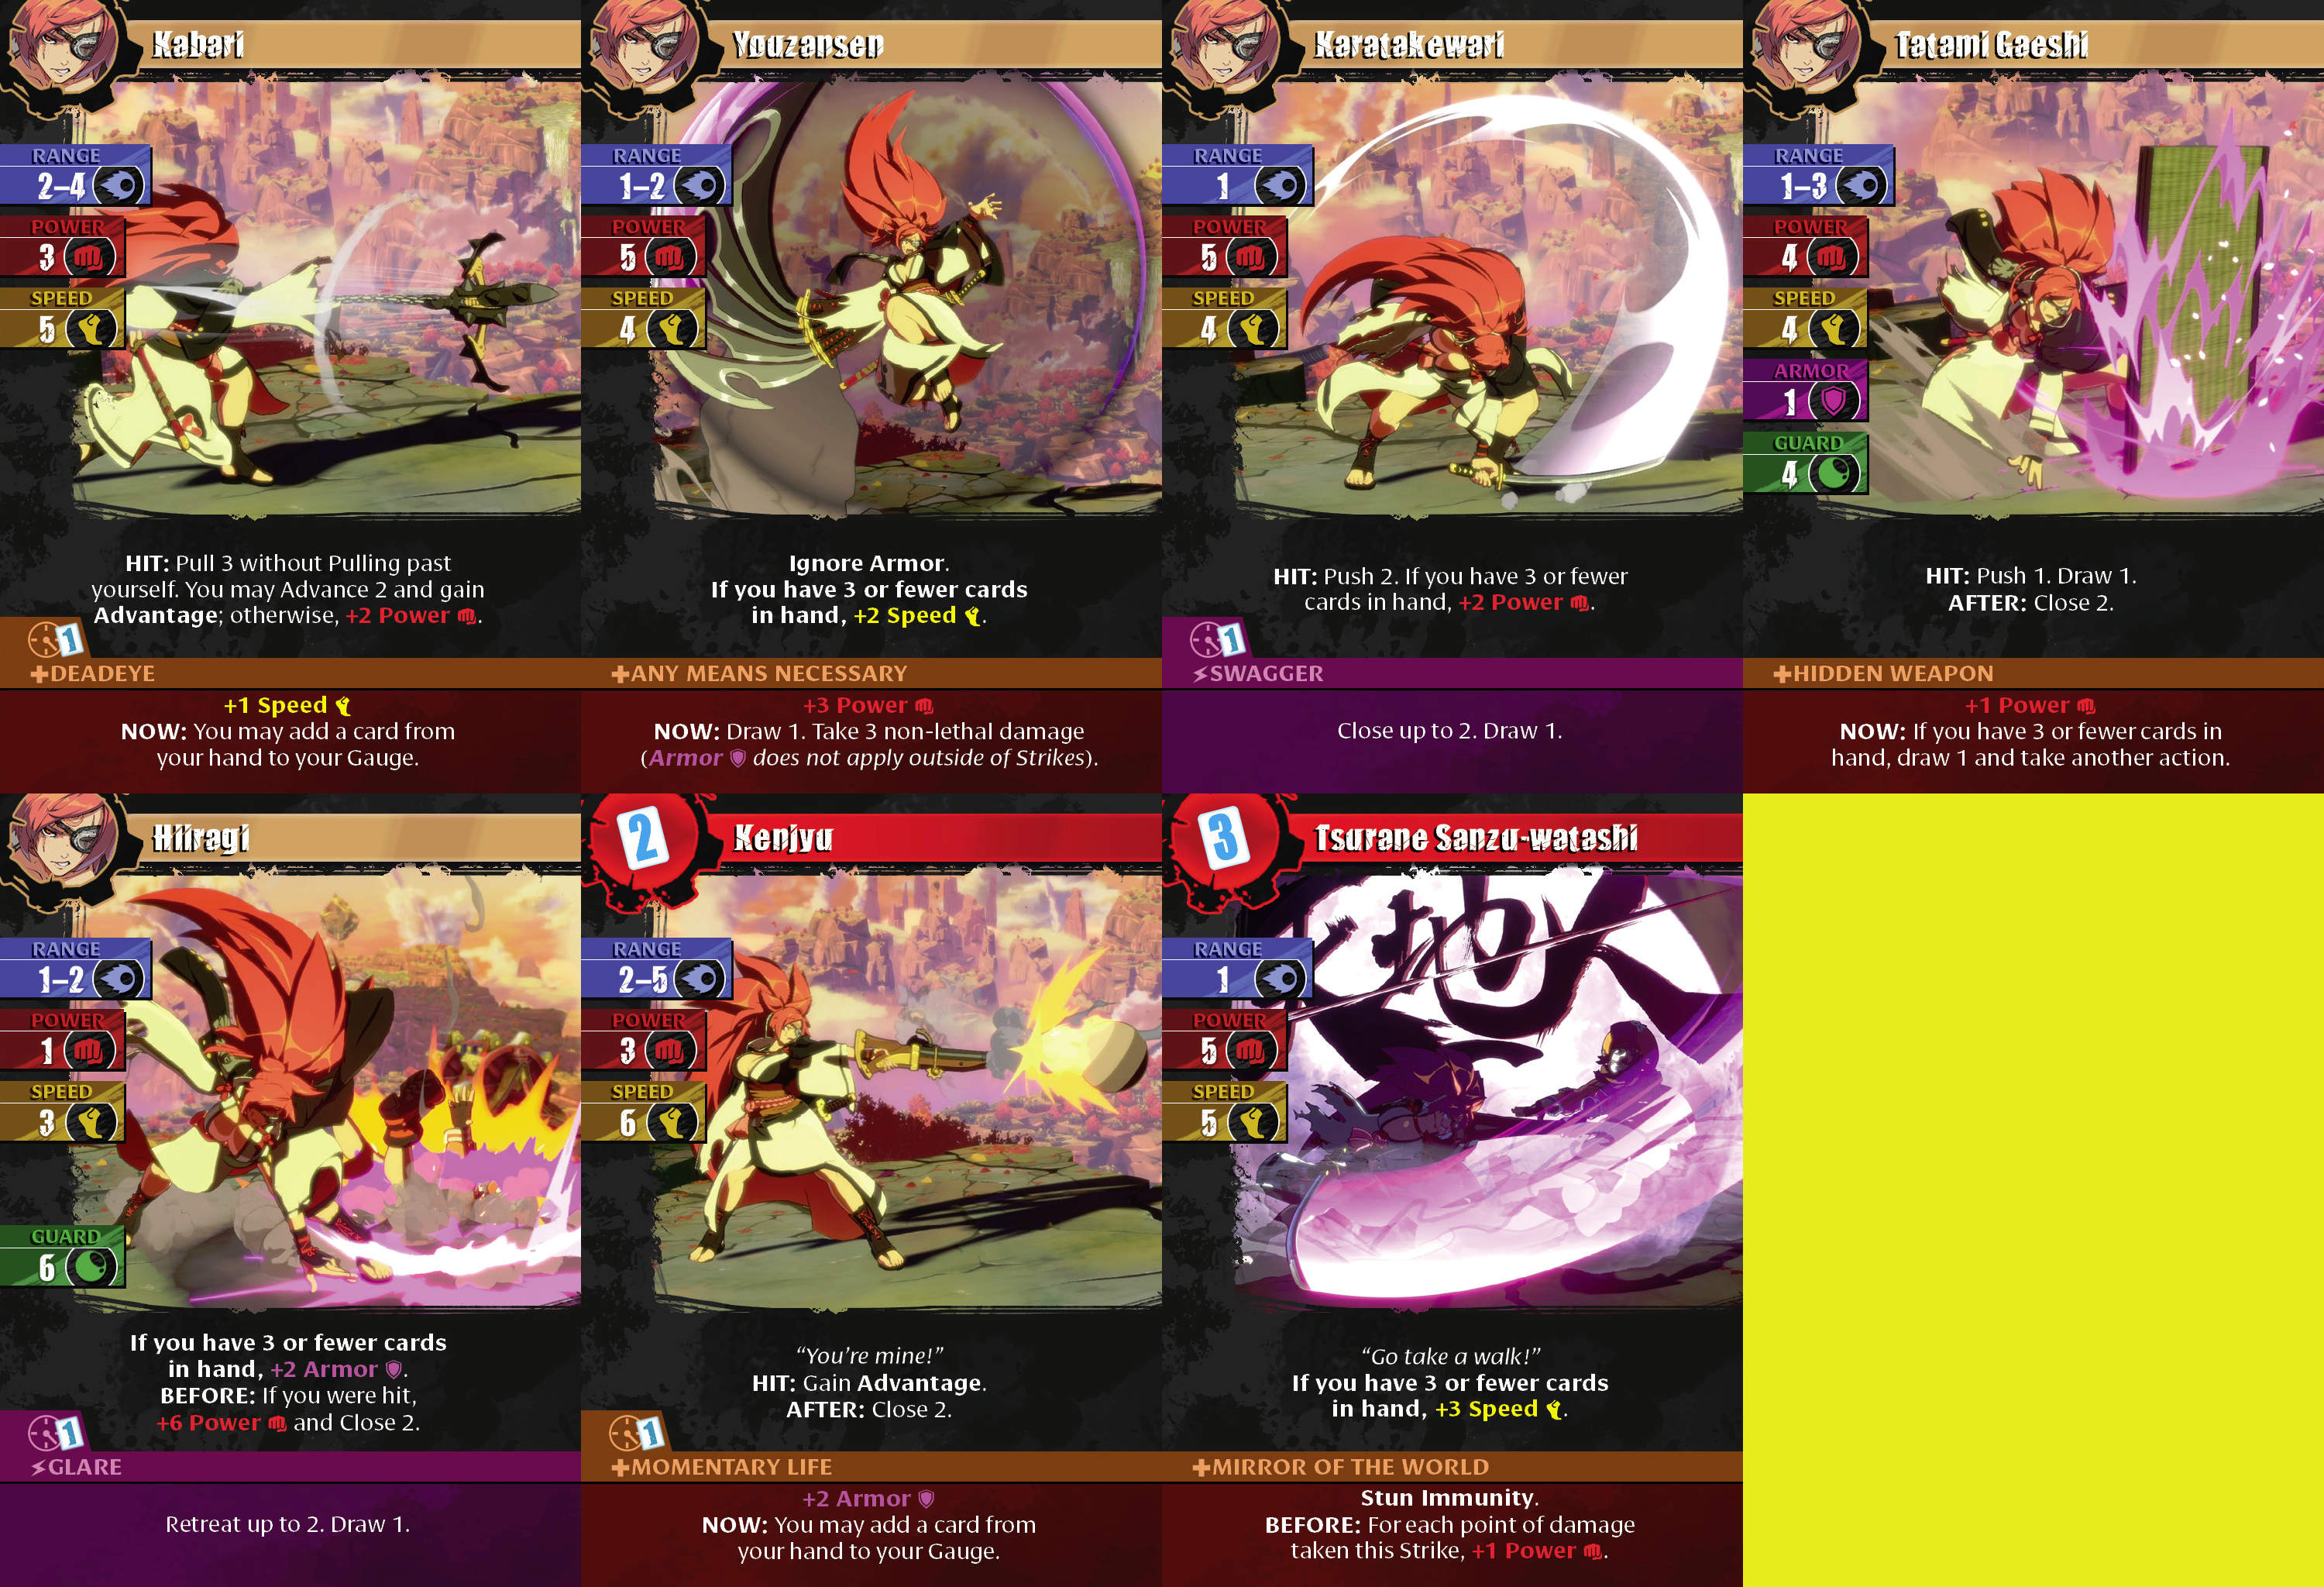 Kabari
RANGE
2–4
POWER
3
SPEED
5
HIT: Pull 3 without Pulling past
yourself. You may Advance 2 and gain
Advantage; otherwise, +2 Power.
1
+DEADEYE
+1 Speed
NOW: You may add a card from
your hand to your Gauge.
Youzansen
RANGE
1–2
POWER
5
SPEED
4
Ignore Armor.
If you have 3 or fewer cards
in hand, +2 Speed.
+ANY MEANS NECESSARY
+3 Power
NOW: Draw 1. Take 3 non-lethal damage
(Armor does not apply outside of Strikes).
Karatakewari
RANGE
1
POWER
5
SPEED
4
HIT: Push 2. If you have 3 or fewer
cards in hand, +2 Power.
1
⚡SWAGGER
Close up to 2. Draw 1.
Tatami Gaeshi
RANGE
1–3
POWER
4
SPEED
4
ARMOR
1
GUARD
4
HIT: Push 1. Draw 1.
AFTER: Close 2.
+HIDDEN WEAPON
+1 Power
NOW: If you have 3 or fewer cards in
hand, draw 1 and take another action.
Hiiragi
RANGE
1–2
POWER
1
SPEED
3
GUARD
6
If you have 3 or fewer cards
in hand, +2 Armor.
BEFORE: If you were hit,
+6 Power and Close 2.
1
⚡GLARE
Retreat up to 2. Draw 1.
2
Kenjyu
RANGE
2–5
POWER
3
SPEED
6
“You're mine!”
HIT: Gain Advantage.
AFTER: Close 2.
1
+MOMENTARY LIFE
+2 Armor
NOW: You may add a card from
your hand to your Gauge.
3
Tsurane Sanzu-watashi
RANGE
1
POWER
5
SPEED
5
“Go take a walk!”
If you have 3 or fewer cards
in hand, +3 Speed.
+MIRROR OF THE WORLD
Stun Immunity.
BEFORE: For each point of damage
taken this Strike, +1 Power.